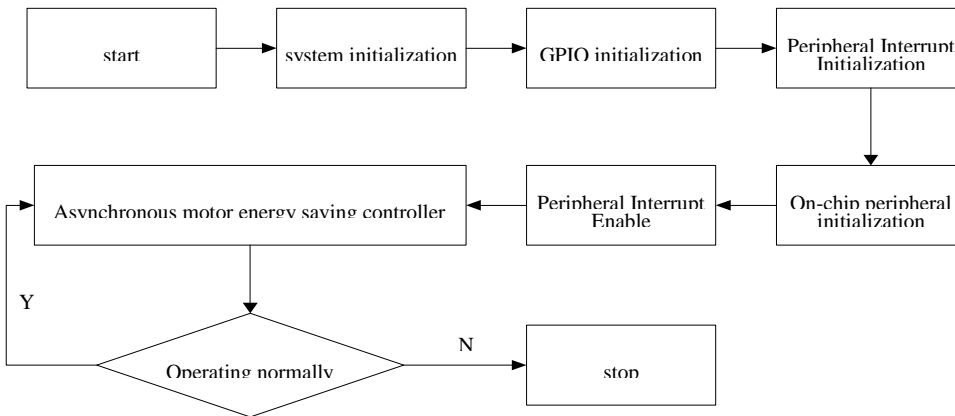 start
system initialization
GPIO initialization
Peripheral Interrupt
Initialization
Asynchronous motor energy saving controller
Peripheral Interrupt
Enable
On-chip peripheral
initialization
Y
Operating normally
N
stop